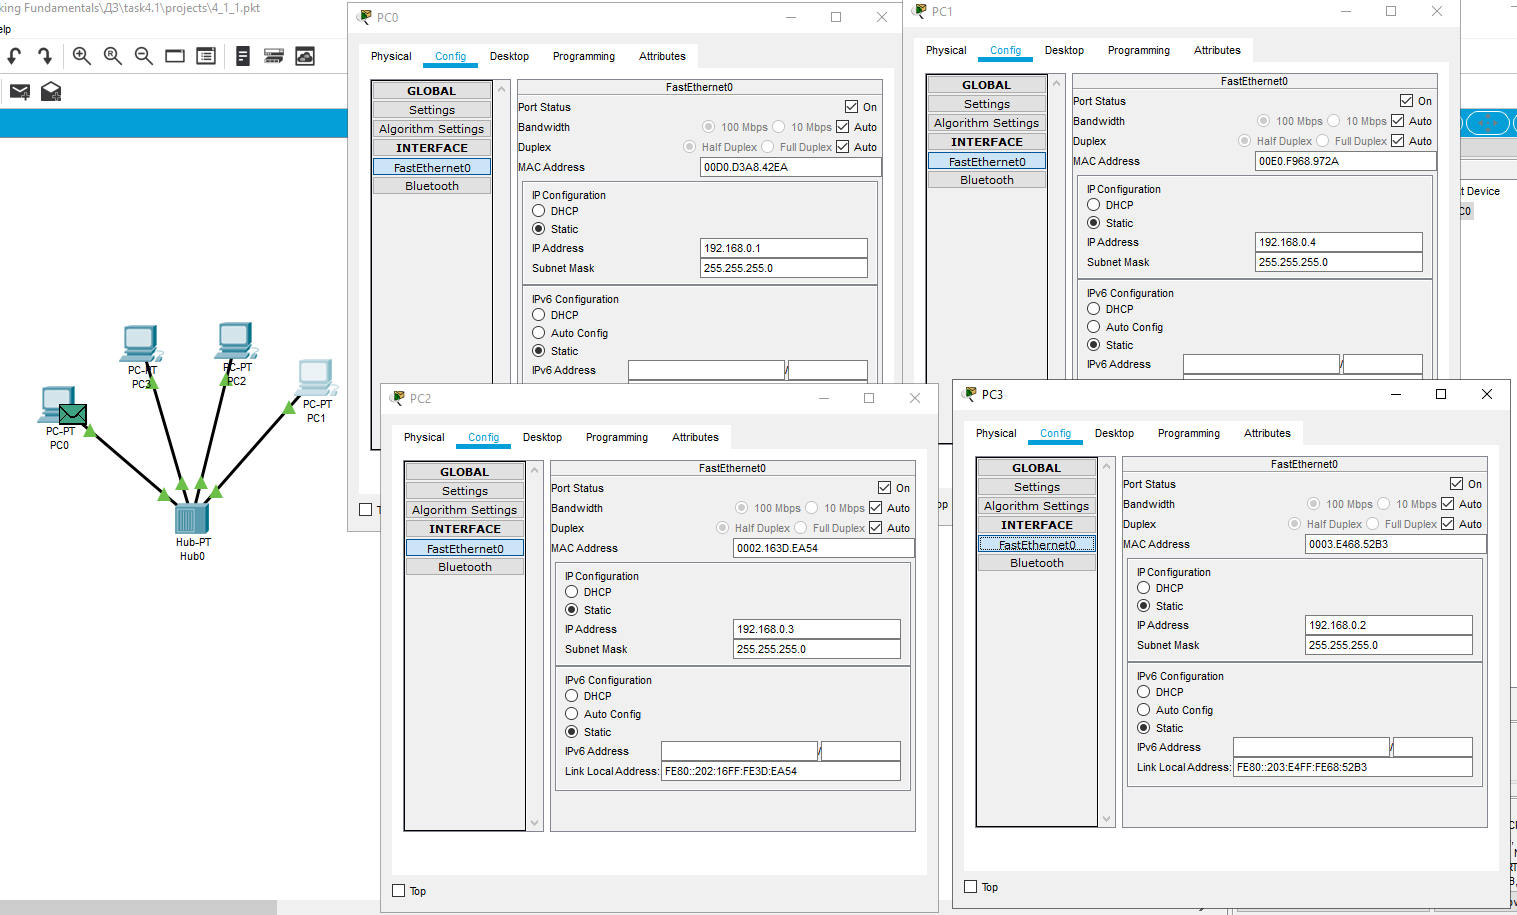 king Fundamentals\ДЗ\task4.1\projects\4_1_1.pkt
elp
PC-PT
PC3
PC-PT
PC2
PC-PT
PC1
PC-PT
PC0
Hub-PT
Hub0
PC0
Physical Config Desktop Programming Attributes
GLOBAL
Settings
Algorithm Settings
INTERFACE
FastEthernet0
Bluetooth
FastEthernet0
Port Status On
Bandwidth 100 Mbps 10 Mbps Auto
Duplex Half Duplex Full Duplex Auto
MAC Address 00D0.D3A8.42EA
IP Configuration
DHCP
Static
IP Address 192.168.0.1
Subnet Mask 255.255.255.0
IPv6 Configuration
DHCP
Auto Config
Static
IPv6 Address /
PC1
Physical Config Desktop Programming Attributes
GLOBAL
Settings
Algorithm Settings
INTERFACE
FastEthernet0
Bluetooth
FastEthernet0
Port Status On
Bandwidth 100 Mbps 10 Mbps Auto
Duplex Half Duplex Full Duplex Auto
MAC Address 00E0.F968.972A
IP Configuration
DHCP
Static
IP Address 192.168.0.4
Subnet Mask 255.255.255.0
IPv6 Configuration
DHCP
Auto Config
Static
IPv6 Address /
t Device
C0
PC2
Physical Config Desktop Programming Attributes
GLOBAL
Settings
Algorithm Settings
INTERFACE
FastEthernet0
Bluetooth
FastEthernet0
Port Status On
Bandwidth 100 Mbps 10 Mbps Auto
Duplex Half Duplex Full Duplex Auto
MAC Address 0002.163D.EA54
IP Configuration
DHCP
Static
IP Address 192.168.0.3
Subnet Mask 255.255.255.0
IPv6 Configuration
DHCP
Auto Config
Static
IPv6 Address /
Link Local Address: FE80::202:16FF:FE3D:EA54
Top
op
PC3
Physical Config Desktop Programming Attributes
GLOBAL
Settings
Algorithm Settings
INTERFACE
FastEthernet0
Bluetooth
FastEthernet0
Port Status On
Bandwidth 100 Mbps 10 Mbps Auto
Duplex Half Duplex Full Duplex Auto
MAC Address 0003.E468.52B3
IP Configuration
DHCP
Static
IP Address 192.168.0.2
Subnet Mask 255.255.255.0
IPv6 Configuration
DHCP
Auto Config
Static
IPv6 Address /
Link Local Address: FE80::203:E4FF:FE68:52B3
Top